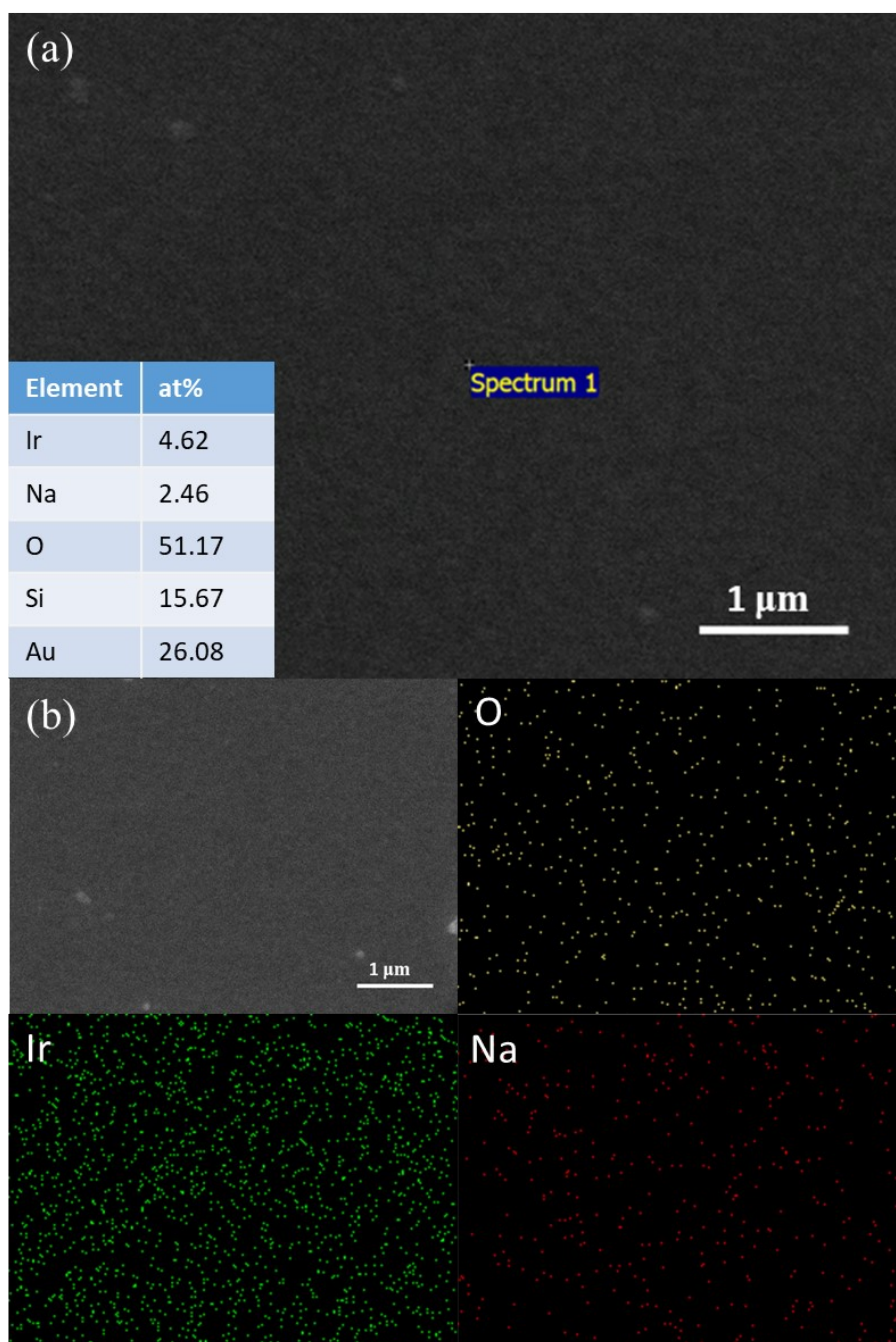 (a)
Spectrum 1
Element at%
Ir 4.62
Na 2.46
O 51.17
Si 15.67
Au 26.08
1 μm
(b)
1 μm
O
Ir
Na